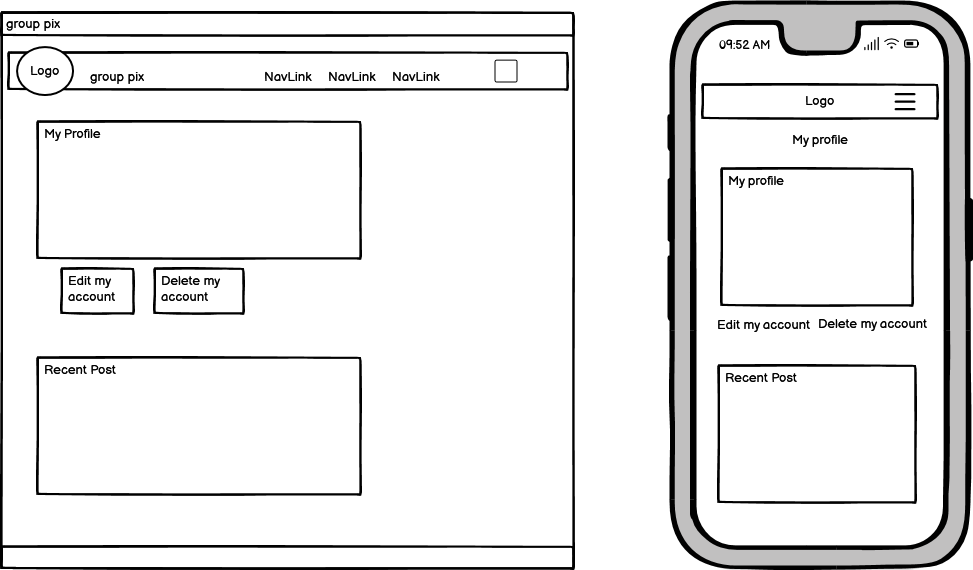 group pix
Logo
group pix
NavLink
NavLink
NavLink
My Profile
Edit my
account
Delete my
account
Recent Post
09:52 AM
Logo
My profile
My profile
Edit my account
Delete my account
Recent Post